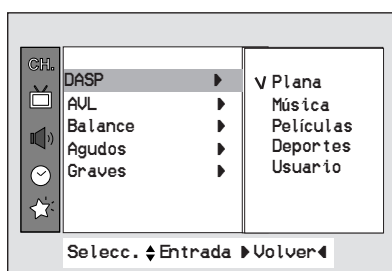 CH.
DASP
AVL
Balance
Agudos
Graves
√ Plana
Música
Películas
Deportes
Usuario
Selecc. ♦ Entrada ▶ Volver ◀